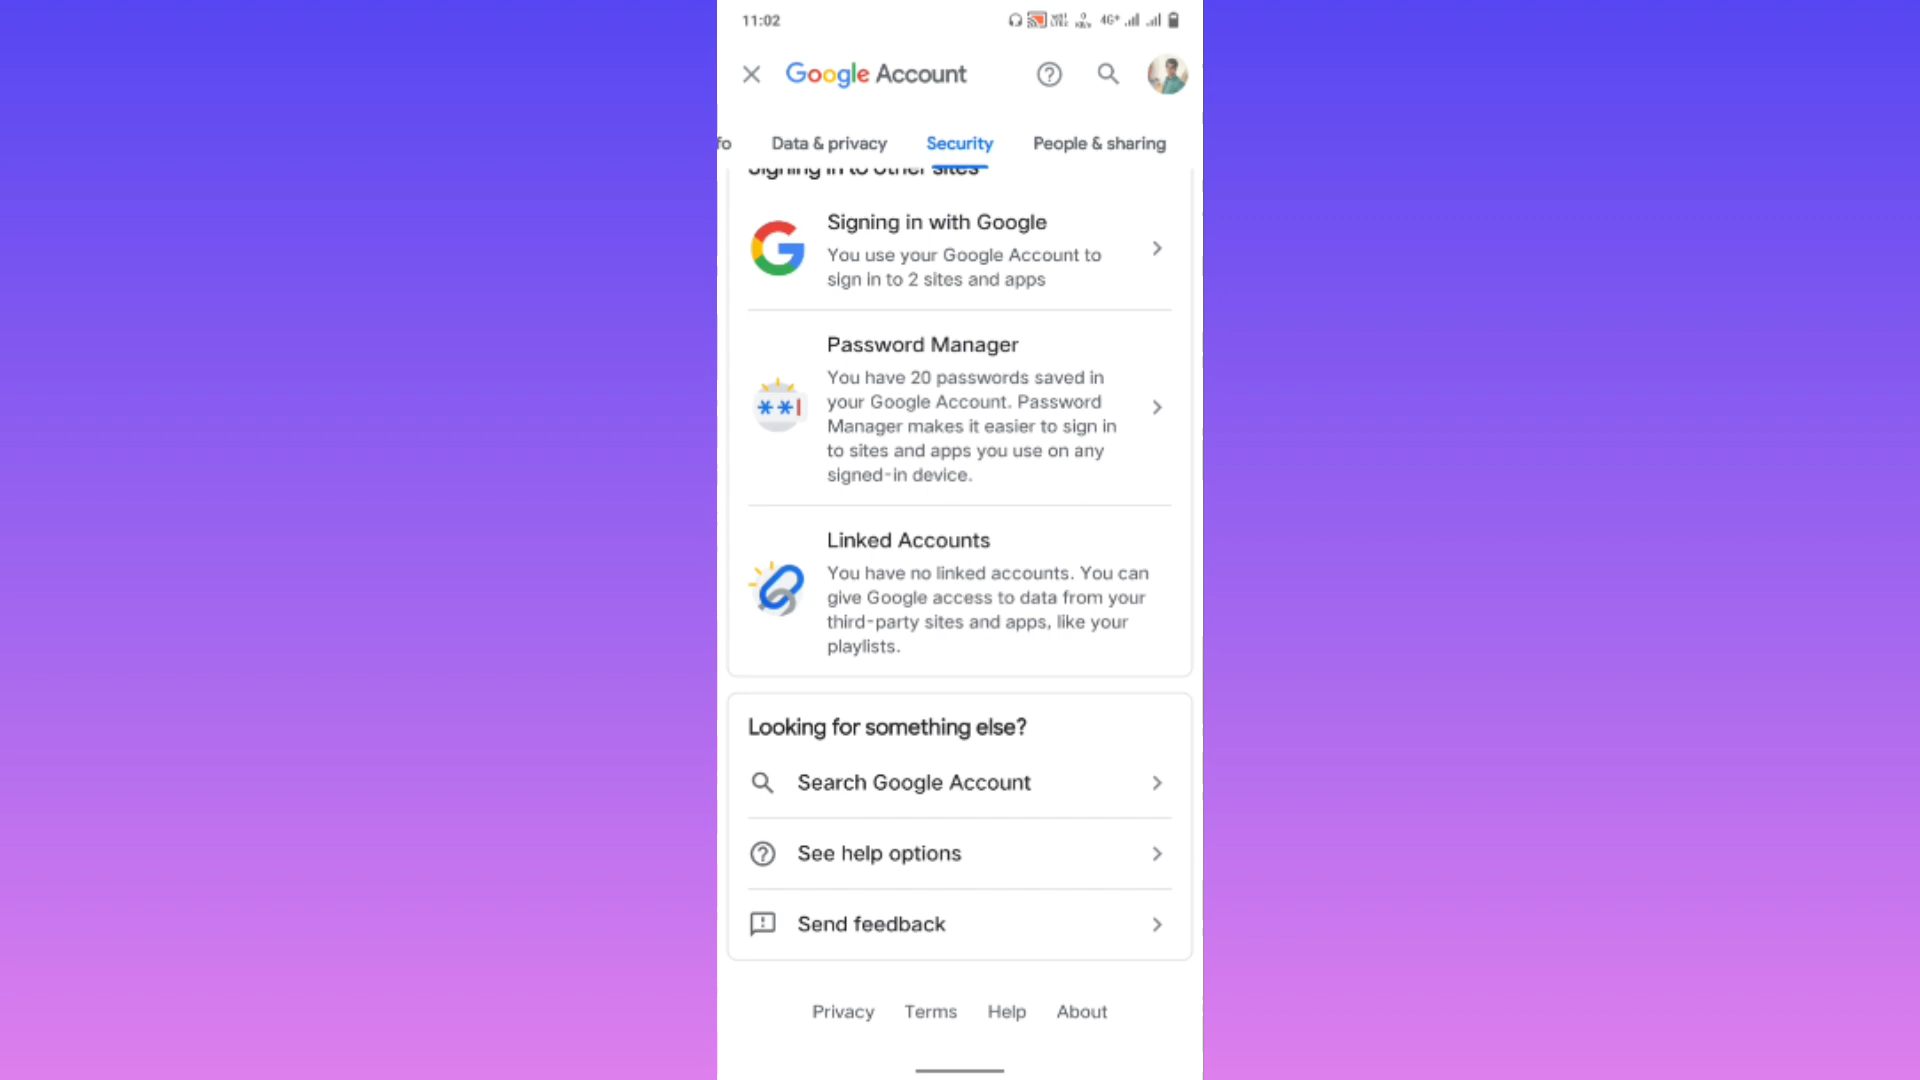 11:02
4G+
Google Account
fo
Data & privacy
Security
People & sharing
Signing in to other sites
Signing in with Google
You use your Google Account to
sign in to 2 sites and apps
Password Manager
You have 20 passwords saved in
your Google Account. Password
Manager makes it easier to sign in
to sites and apps you use on any
signed-in device.
Linked Accounts
You have no linked accounts. You can
give Google access to data from your
third-party sites and apps, like your
playlists.
Looking for something else?
Search Google Account
See help options
Send feedback
Privacy
Terms
Help
About